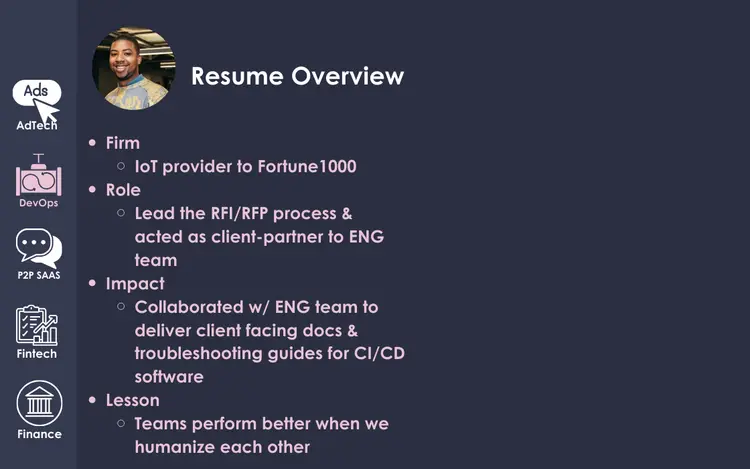 Resume Overview
Ads
AdTech
DevOps
P2P SAAS
Fintech
Finance
• Firm
○ IoT provider to Fortune1000
• Role
○ Lead the RFI/RFP process &
acted as client-partner to ENG
team
• Impact
○ Collaborated w/ ENG team to
deliver client facing docs &
troubleshooting guides for CI/CD
software
• Lesson
○ Teams perform better when we
humanize each other